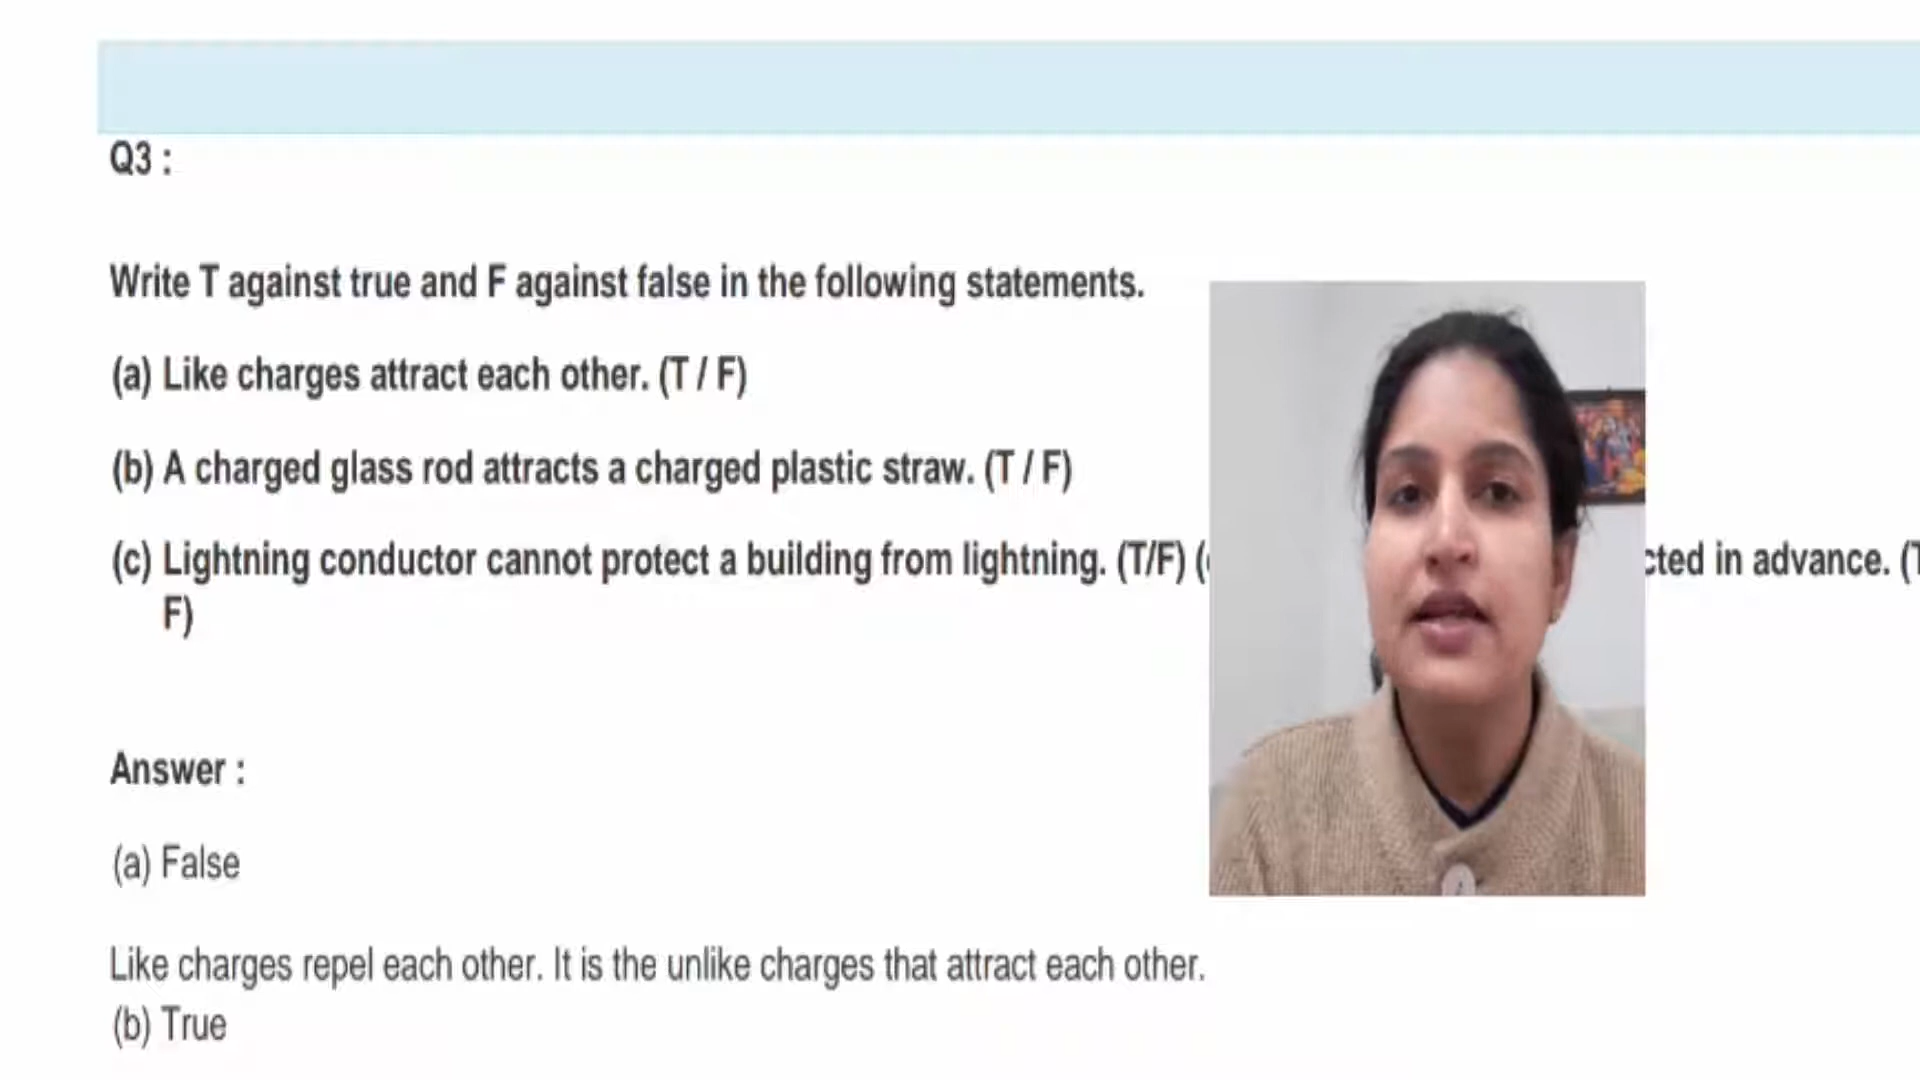 Q3 :
Write T against true and F against false in the following statements.
(a) Like charges attract each other. (T / F)
(b) A charged glass rod attracts a charged plastic straw. (T / F)
(c) Lightning conductor cannot protect a building from lightning. (T/F) ( in advance. (T
F)
Answer :
(a) False
Like charges repel each other. It is the unlike charges that attract each other.
(b) True